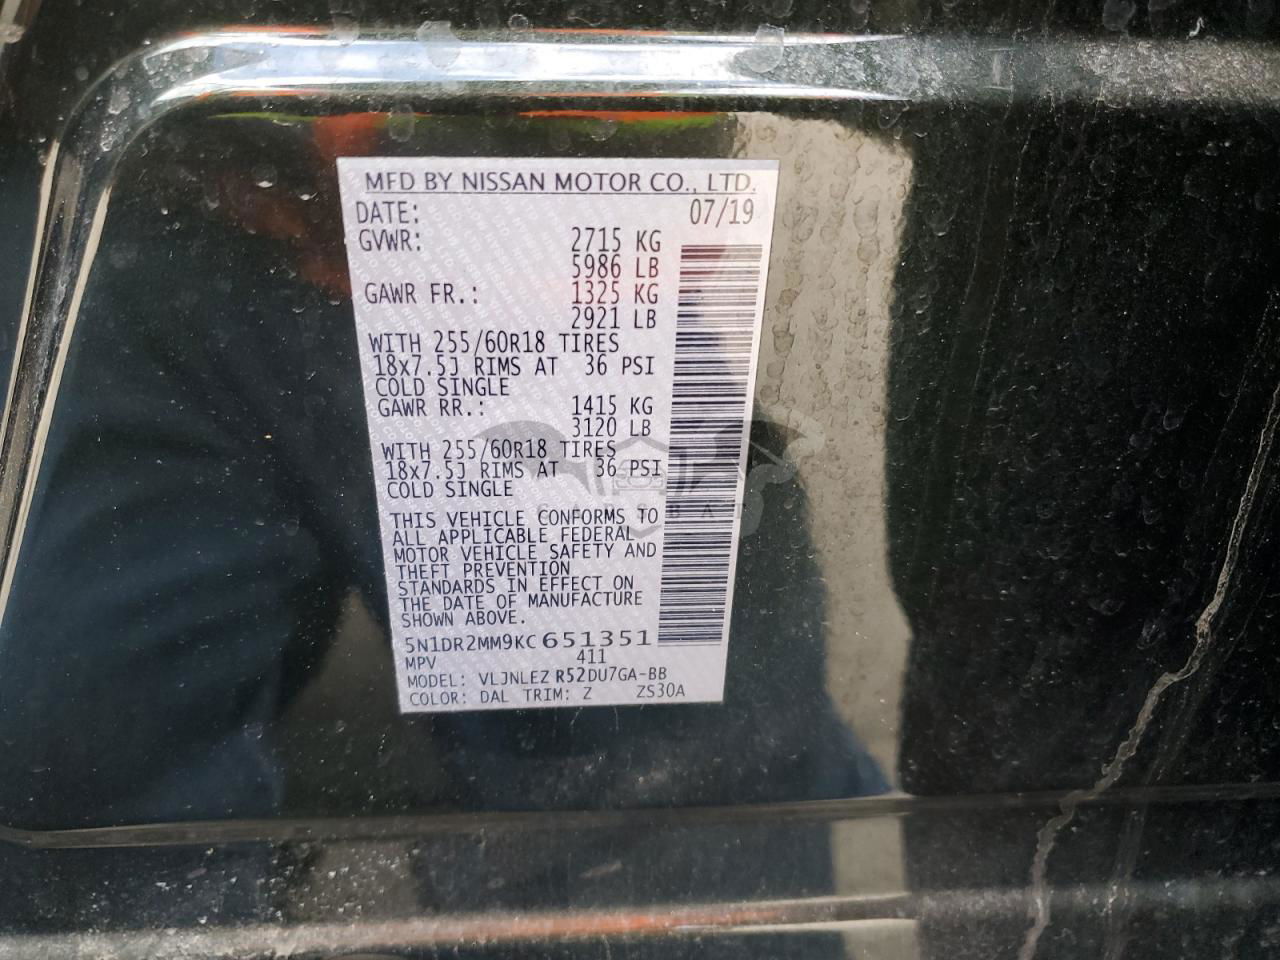 MFD BY NISSAN MOTOR CO., LTD.
DATE: 07/19
GVWR: 2715 KG
5986 LB
GAWR FR.: 1325 KG
2921 LB
WITH 255/60R18 TIRES
18x7.5J RIMS AT 36 PSI
COLD SINGLE
GAWR RR.: 1415 KG
3120 LB
WITH 255/60R18 TIRES
18x7.5J RIMS AT 36 PSI
COLD SINGLE
THIS VEHICLE CONFORMS TO
ALL APPLICABLE FEDERAL
MOTOR VEHICLE SAFETY AND
THEFT PREVENTION
STANDARDS IN EFFECT ON
THE DATE OF MANUFACTURE
SHOWN ABOVE.
5N1DR2MM9KC651351
MPV 411
MODEL: VLJNLEZ R52DU7GA-BB
COLOR: DAL TRIM: Z ZS30A